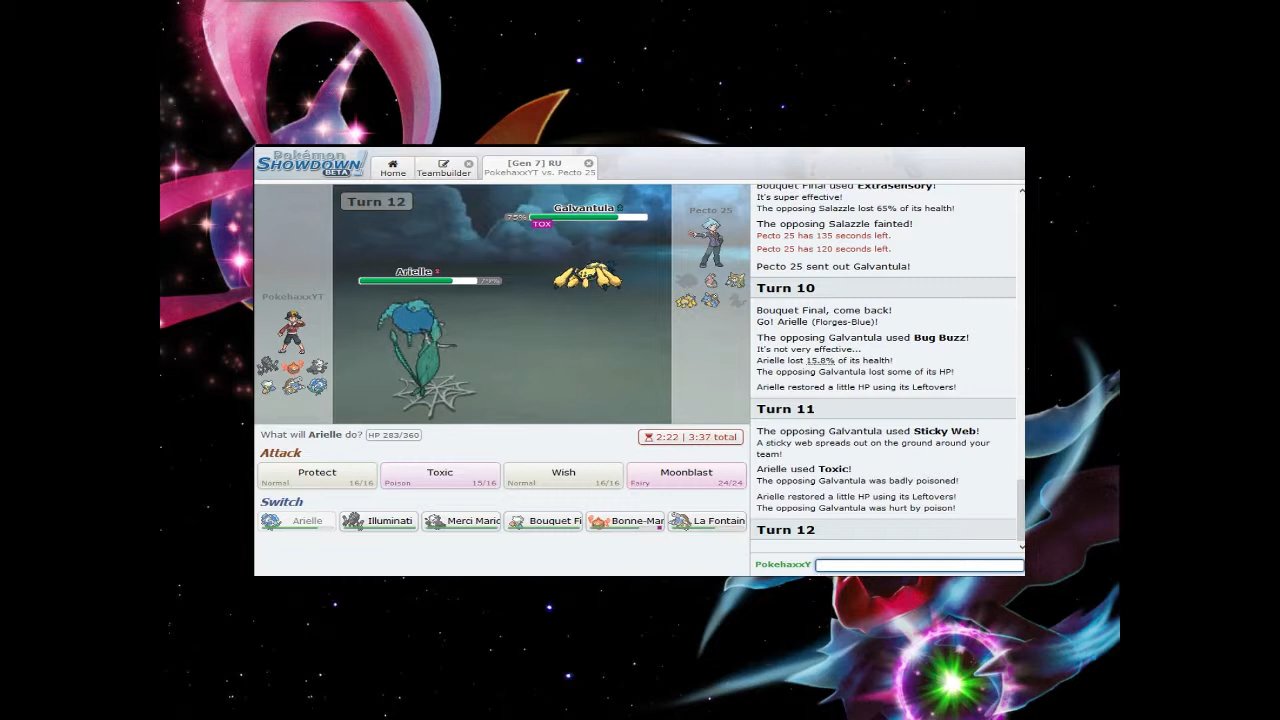 Pokémon
SHOWDOWN
BETA
Home
Teambuilder
[Gen 7] RU
PokehaxxYT vs. Pecto 25
Turn 12
Galvantula
75%
TOX
Arielle
PokehaxxYT
Pecto 25
What will Arielle do? HP 283/360
2:22 | 3:37 total
Attack
Protect
Normal 16/16
Toxic
Poison 15/16
Wish
Normal 16/16
Moonblast
Fairy 24/24
Switch
Arielle
Illuminati
Merci Mario
Bouquet Fi
Bonne-Mar
La Fontain
Bouquet Final used Extrasensory!
It's super effective!
The opposing Salazzle lost 65% of its health!
The opposing Salazzle fainted!
Pecto 25 has 135 seconds left.
Pecto 25 has 120 seconds left.
Pecto 25 sent out Galvantula!
Turn 10
Bouquet Final, come back!
Go! Arielle (Florges-Blue)!
The opposing Galvantula used Bug Buzz!
It's not very effective...
Arielle lost 15.8% of its health!
The opposing Galvantula lost some of its HP!
Arielle restored a little HP using its Leftovers!
Turn 11
The opposing Galvantula used Sticky Web!
A sticky web spreads out on the ground around your
team!
Arielle used Toxic!
The opposing Galvantula was badly poisoned!
Arielle restored a little HP using its Leftovers!
The opposing Galvantula was hurt by poison!
Turn 12
PokehaxxY